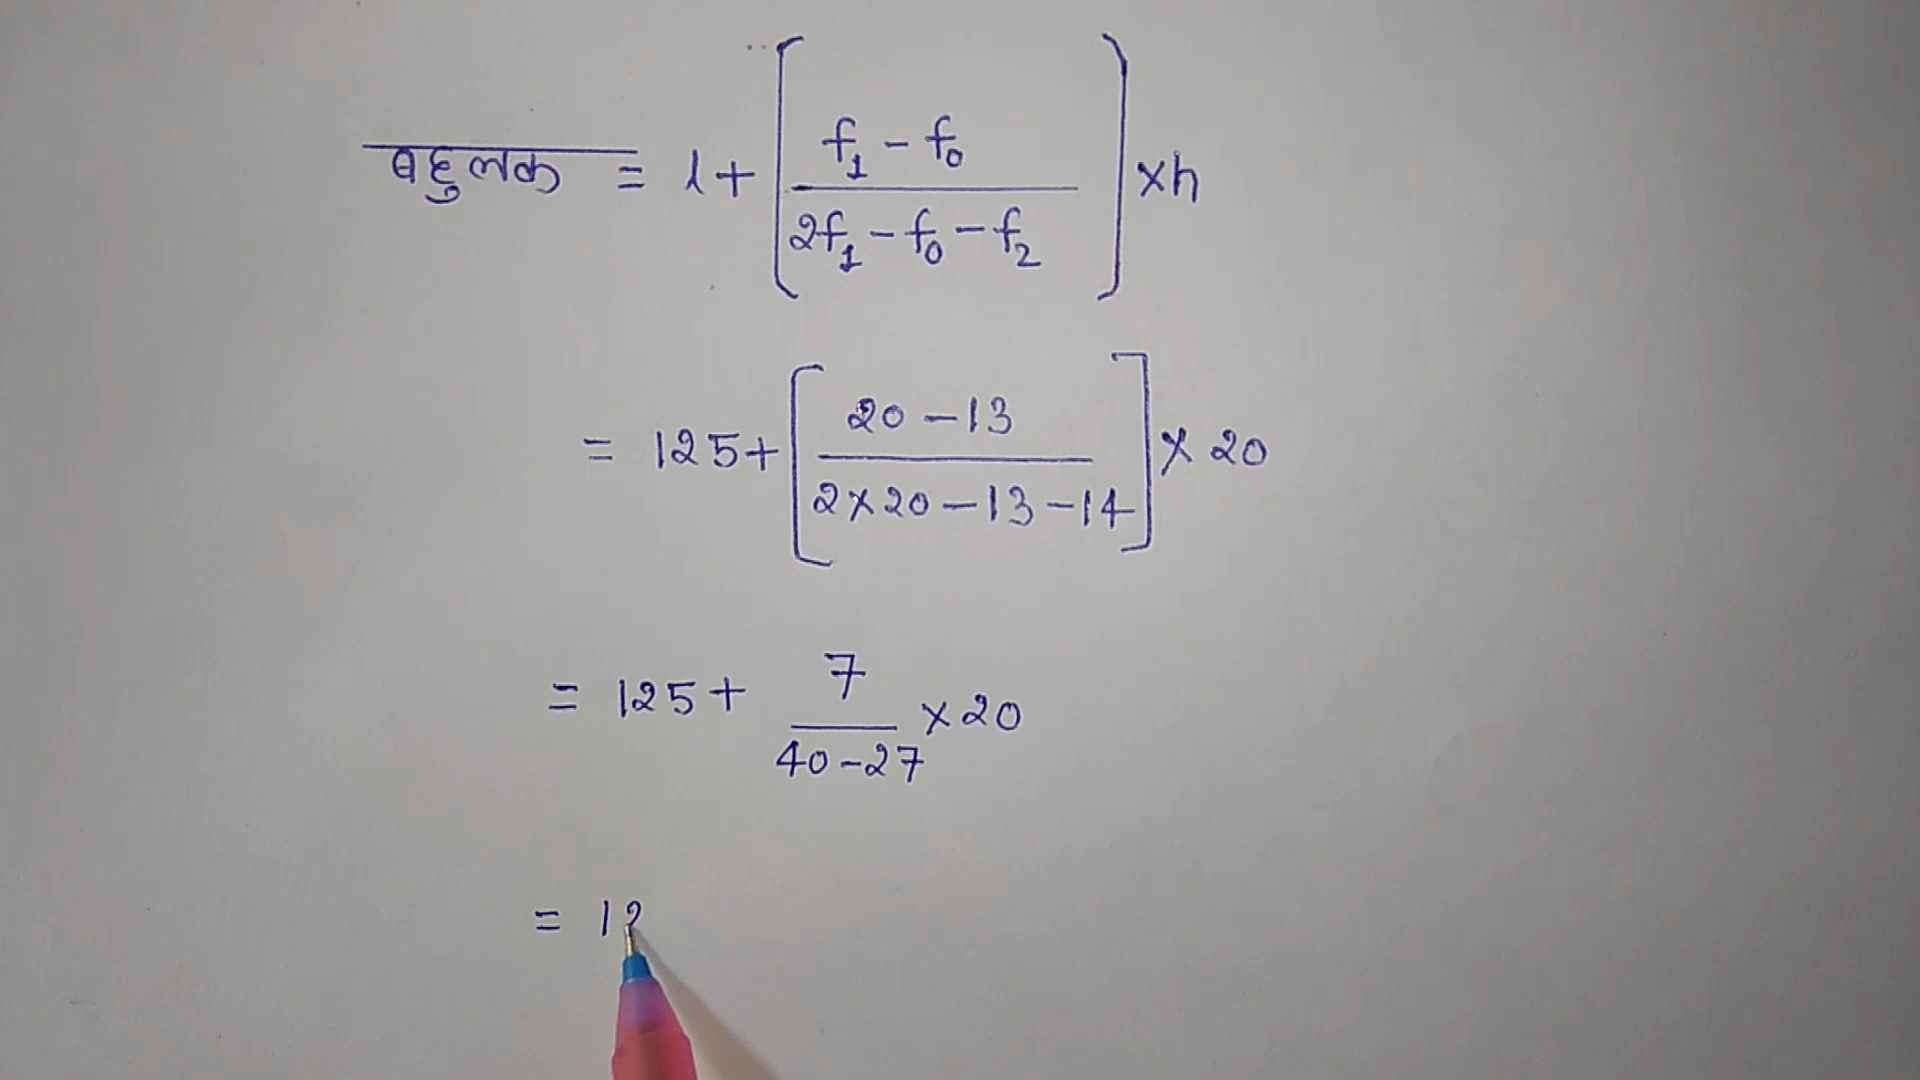 बहुलक = l + [ f₁ - f₀ / 2f₁ - f₀ - f₂ ] × h
= 125 + [ 20 - 13 / 2 × 20 - 13 - 14 ] × 20
= 125 + 7 / 40 - 27 × 20
= 12